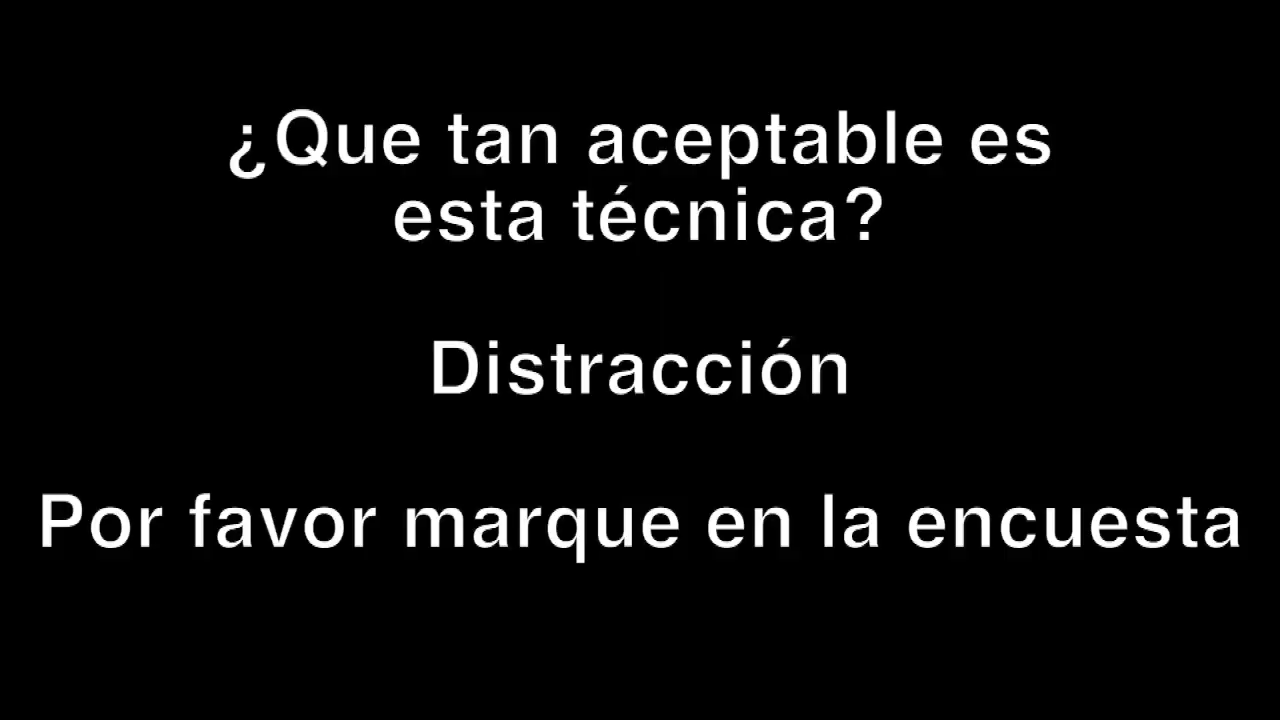 ¿Que tan aceptable es
esta técnica?
Distracción
Por favor marque en la encuesta